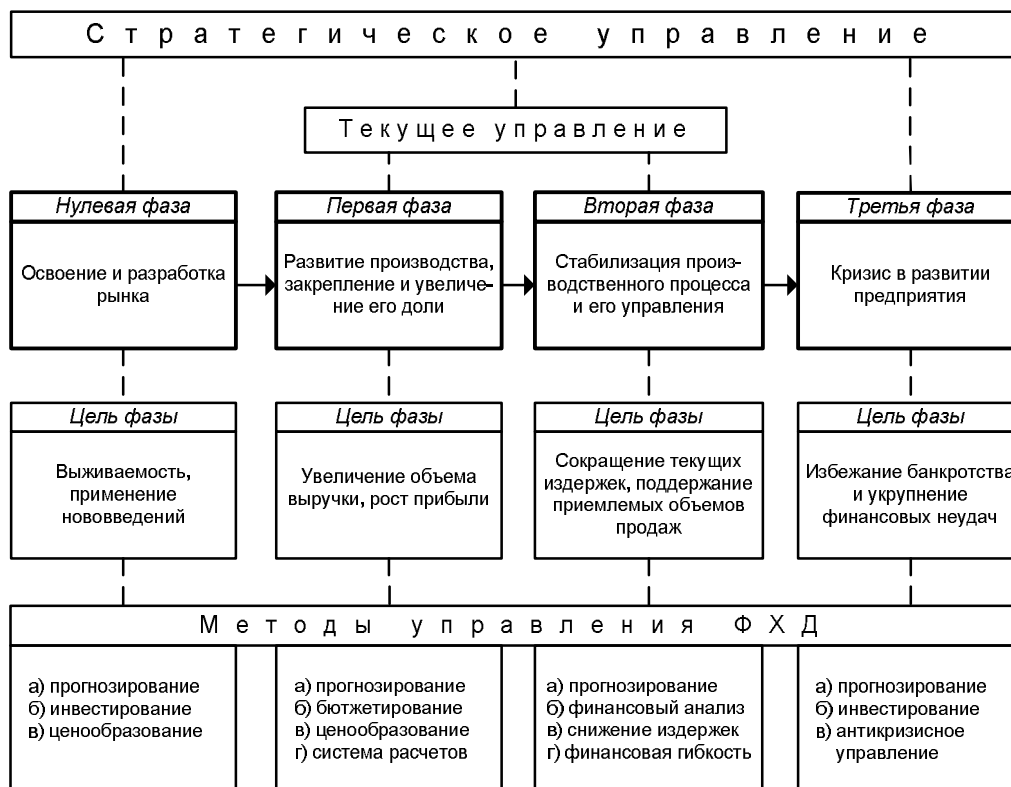 Стратегическое управление
Текущее управление
Нулевая фаза
Освоение и разработка
рынка
Первая фаза
Развитие производства,
закрепление и увеличе-
ние его доли
Вторая фаза
Стабилизация произ-
водственного процесса
и его управления
Третья фаза
Кризис в развитии
предприятия
Цель фазы
Выживаемость,
применение
нововведений
Цель фазы
Увеличение объема
выручки, рост прибыли
Цель фазы
Сокращение текущих
издержек, поддержание
приемлемых объемов
продаж
Цель фазы
Избежание банкротства
и укрупнение
финансовых неудач
Методы управления ФХД
а) прогнозирование
б) инвестирование
в) ценообразование
а) прогнозирование
б) бютжетирование
в) ценообразование
г) система расчетов
а) прогнозирование
б) финансовый анализ
в) снижение издержек
г) финансовая гибкость
а) прогнозирование
б) инвестирование
в) антикризисное
управление